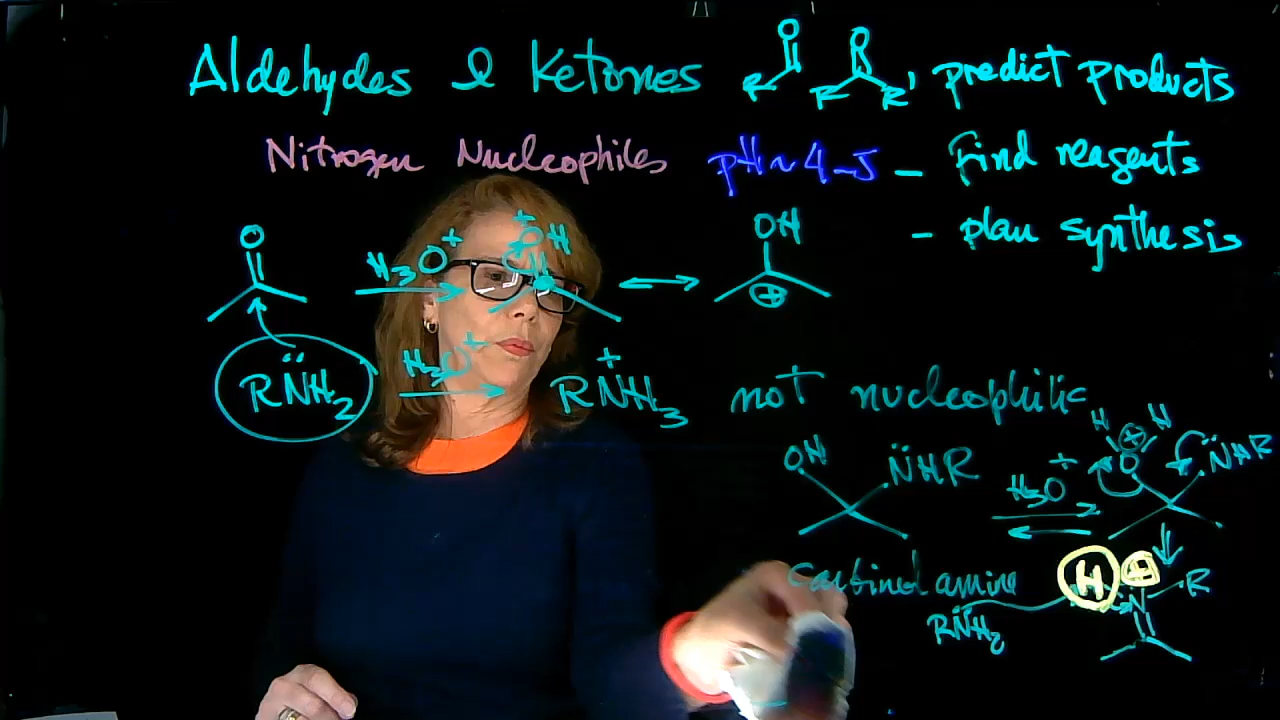 Aldehydes & Ketones O R O R R' predict products
Nitrogen Nucleophiles pH ~ 4-5 - Find reagents
- plan synthesis
O H3O+ +OH ↔ OH +
RNH2 H3O+ RNH3+ not nucleophilic
OH NHR H3O+ H O H + NHR
Carbinolamine H + N R
RNH2